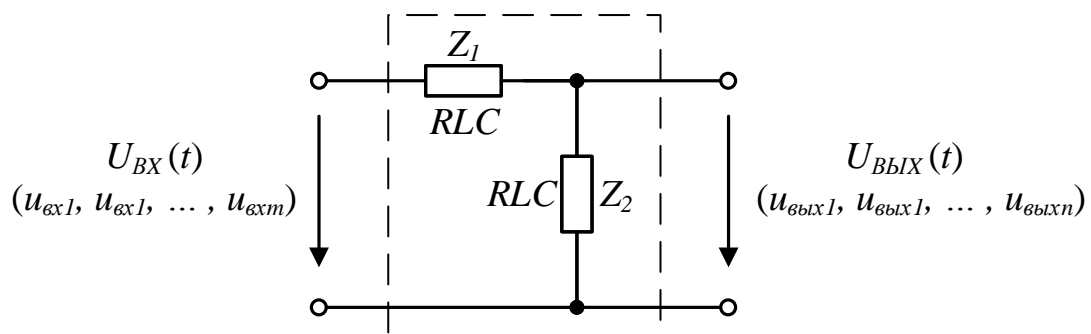 Z1
RLC
UВХ(t)
(uвх1, uвх1, ... , uвхm)
RLC Z2
UВЫХ(t)
(uвых1, uвых1, ... , uвыхn)